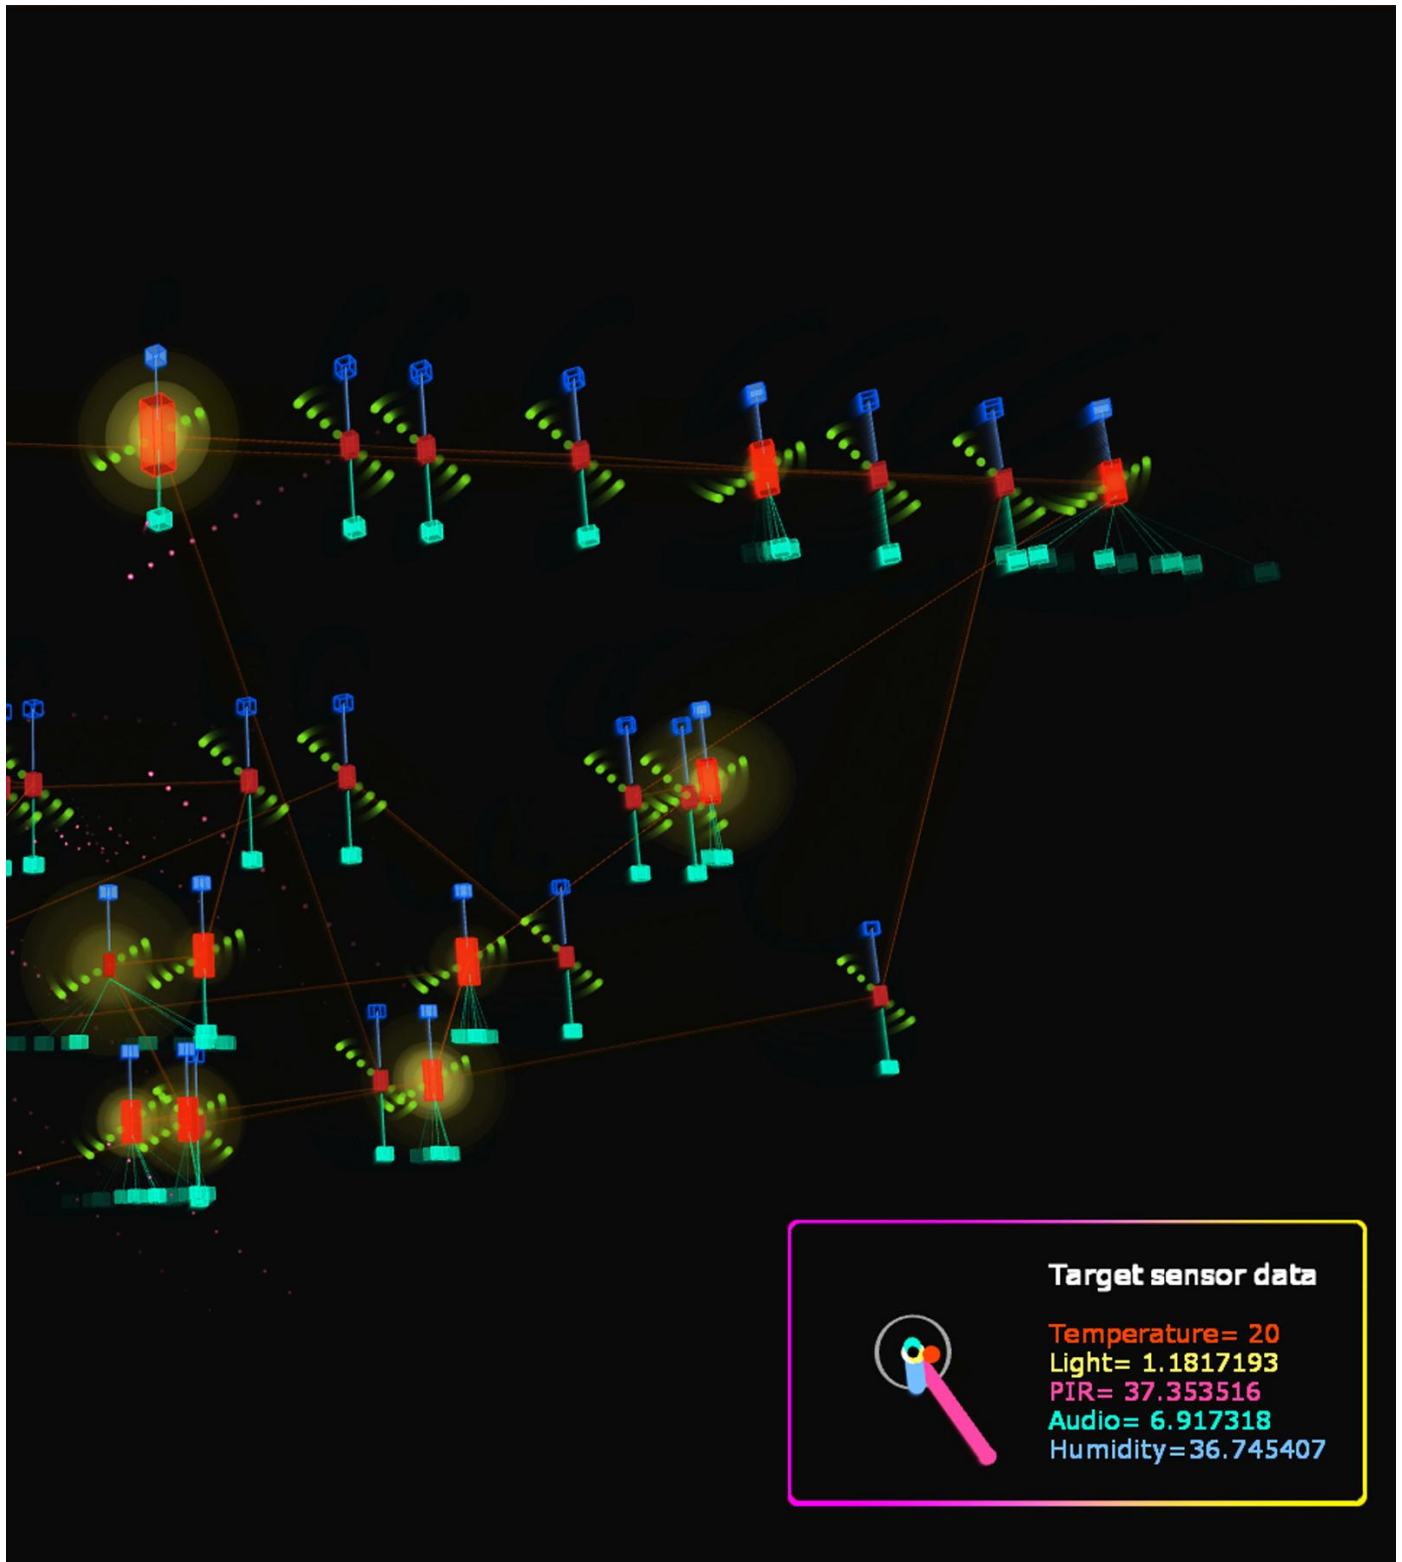 Target sensor data
Temperature= 20
Light= 1.1817193
PIR= 37.353516
Audio= 6.917318
Humidity=36.745407